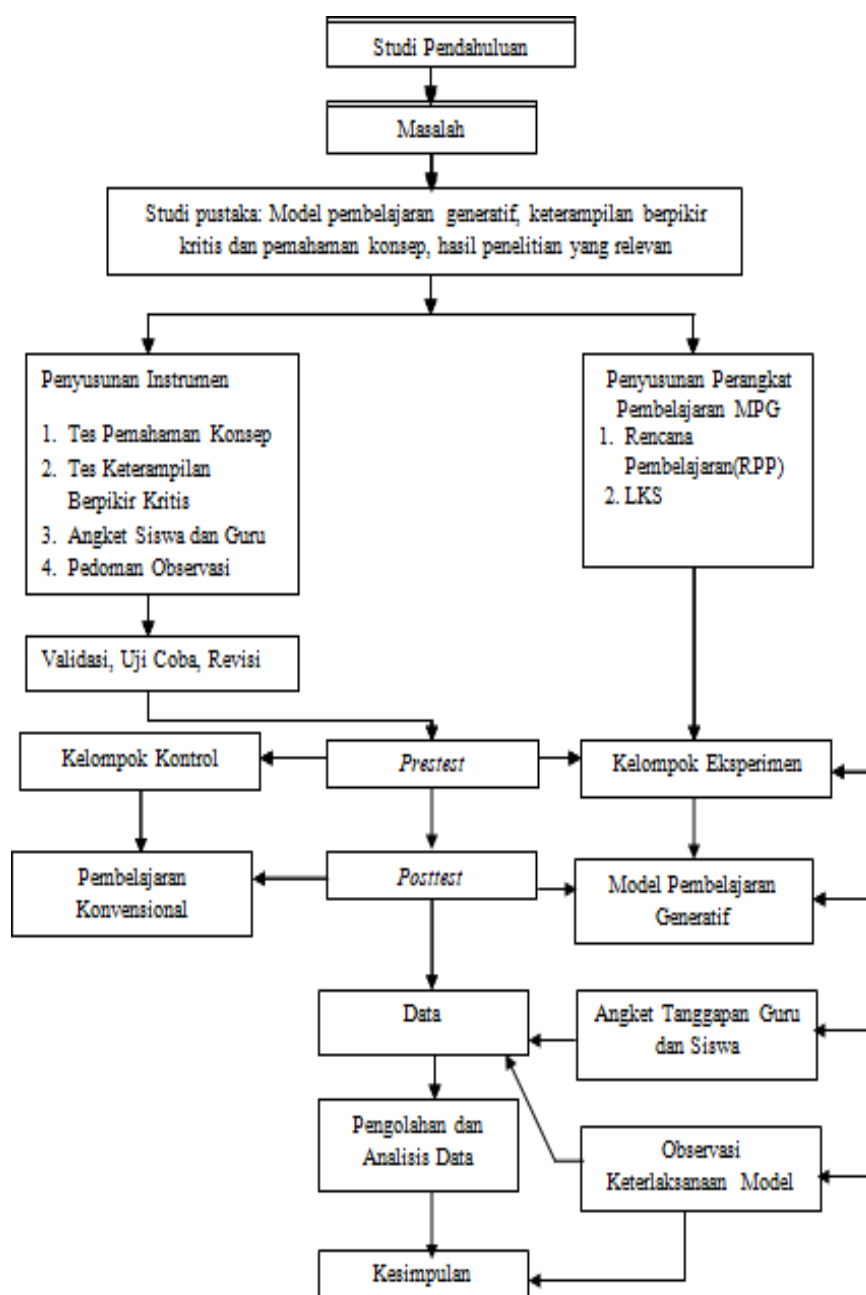 Studi Pendahuluan
Masalah
Studi pustaka: Model pembelajaran generatif, keterampilan berpikir
kritis dan pemahaman konsep, hasil penelitian yang relevan
Penyusunan Instrumen
1. Tes Pemahaman Konsep
2. Tes Keterampilan
Berpikir Kritis
3. Angket Siswa dan Guru
4. Pedoman Observasi
Penyusunan Perangkat
Pembelajaran MPG
1. Rencana
Pembelajaran(RPP)
2. LKS
Validasi, Uji Coba, Revisi
Kelompok Kontrol
Prestest
Kelompok Eksperimen
Pembelajaran
Konvensional
Posttest
Model Pembelajaran
Generatif
Data
Angket Tanggapan Guru
dan Siswa
Pengolahan dan
Analisis Data
Observasi
Keterlaksanaan Model
Kesimpulan